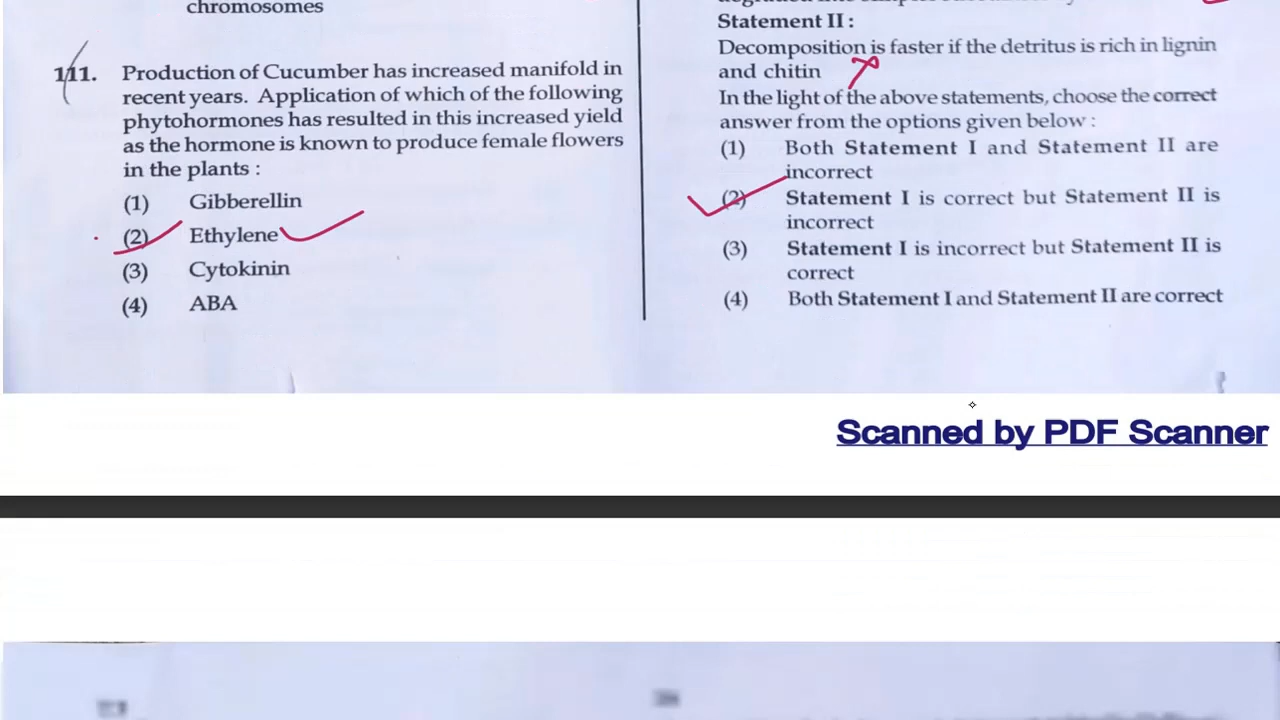 chromosomes
111. Production of Cucumber has increased manifold in
recent years. Application of which of the following
phytohormones has resulted in this increased yield
as the hormone is known to produce female flowers
in the plants :
(1) Gibberellin
(2) Ethylene
(3) Cytokinin
(4) ABA
Statement II :
Decomposition is faster if the detritus is rich in lignin
and chitin
In the light of the above statements, choose the correct
answer from the options given below :
(1) Both Statement I and Statement II are
incorrect
(2) Statement I is correct but Statement II is
incorrect
(3) Statement I is incorrect but Statement II is
correct
(4) Both Statement I and Statement II are correct
Scanned by PDF Scanner